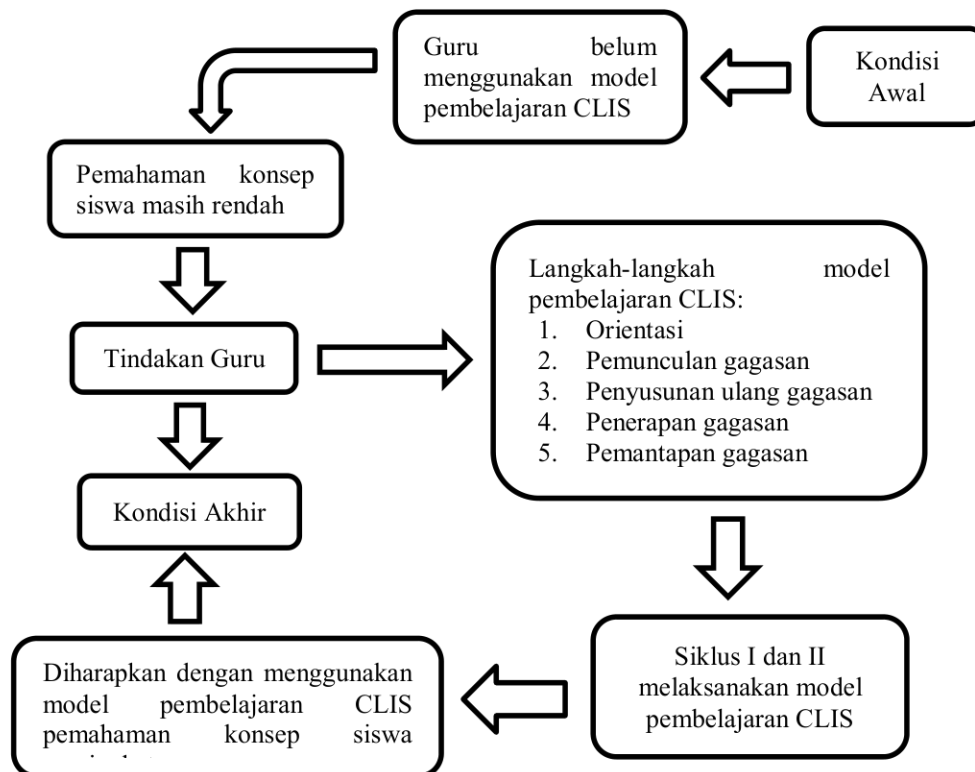 Kondisi
Awal
Guru belum
menggunakan model
pembelajaran CLIS
Pemahaman konsep
siswa masih rendah
Tindakan Guru
Langkah-langkah model
pembelajaran CLIS:
1. Orientasi
2. Pemunculan gagasan
3. Penyusunan ulang gagasan
4. Penerapan gagasan
5. Pemantapan gagasan
Siklus I dan II
melaksanakan model
pembelajaran CLIS
Diharapkan dengan menggunakan
model pembelajaran CLIS
pemahaman konsep siswa
Kondisi Akhir